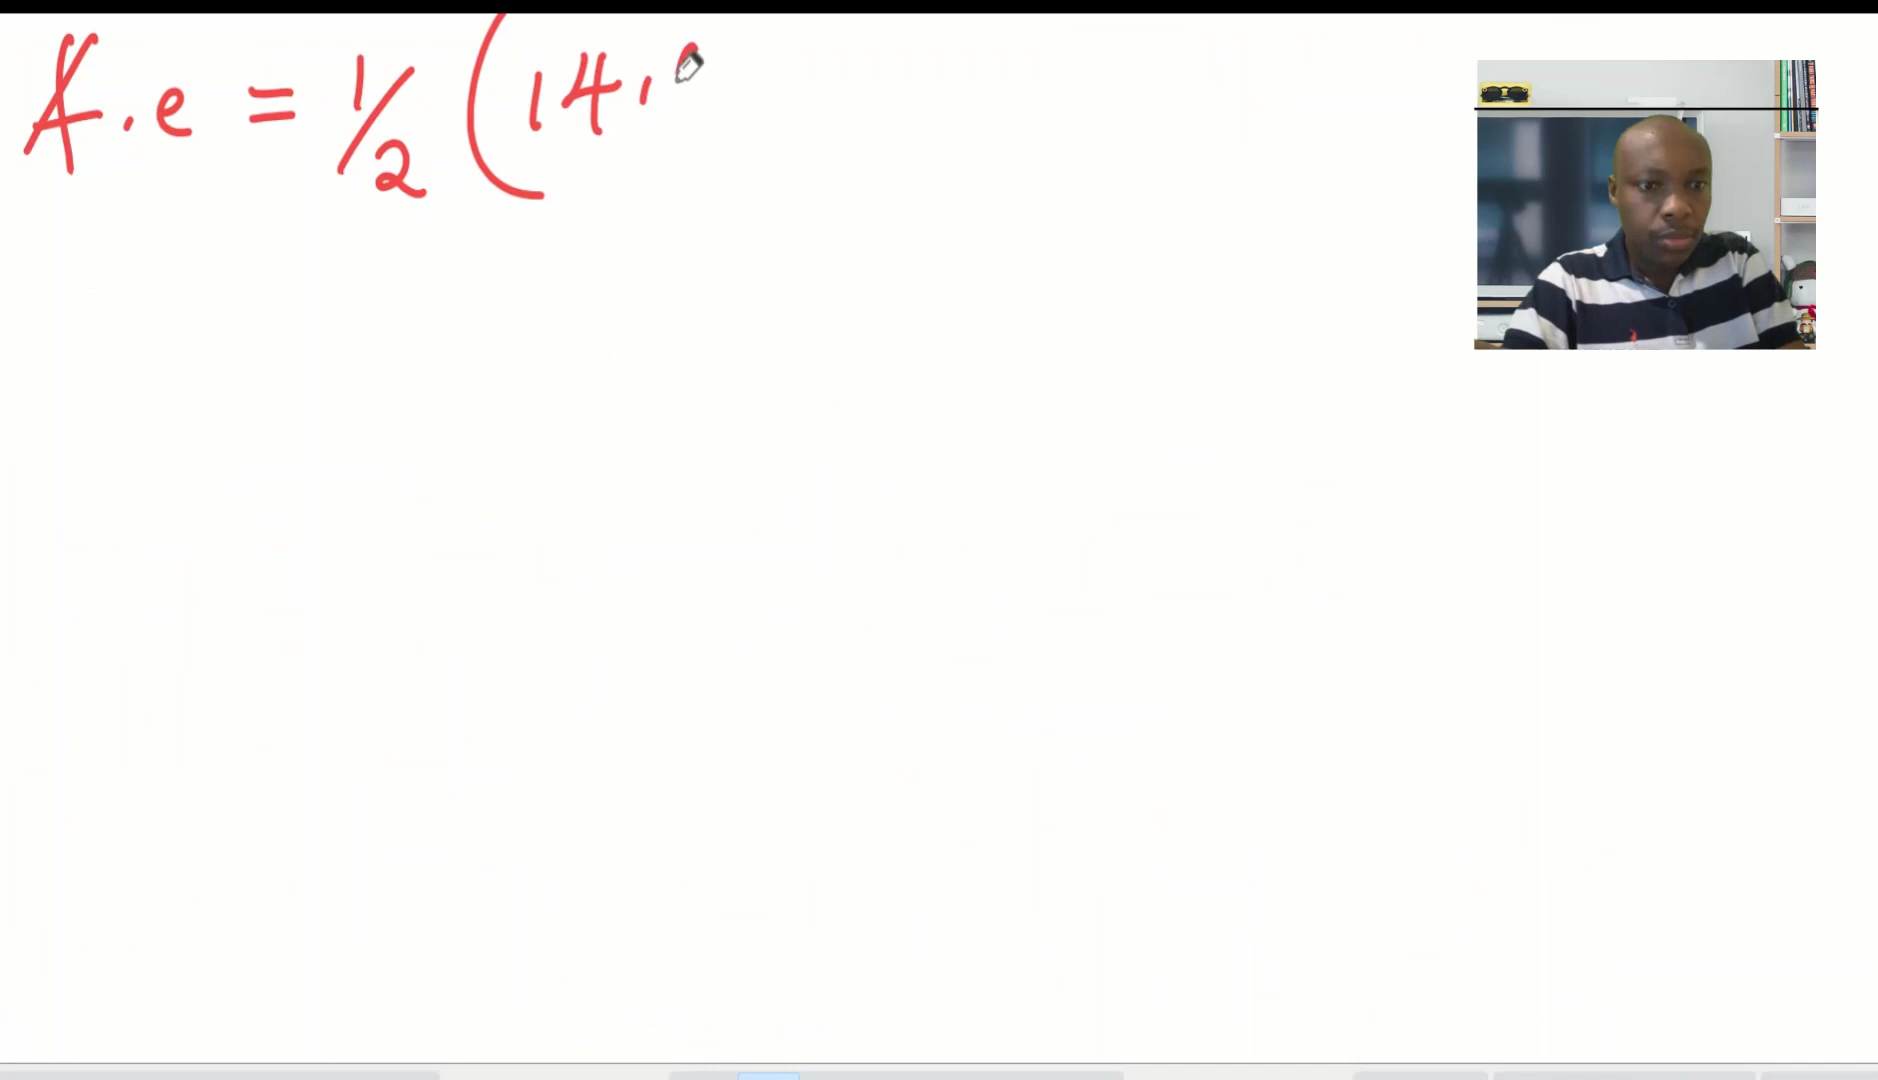 A.e = 1/2 (14.